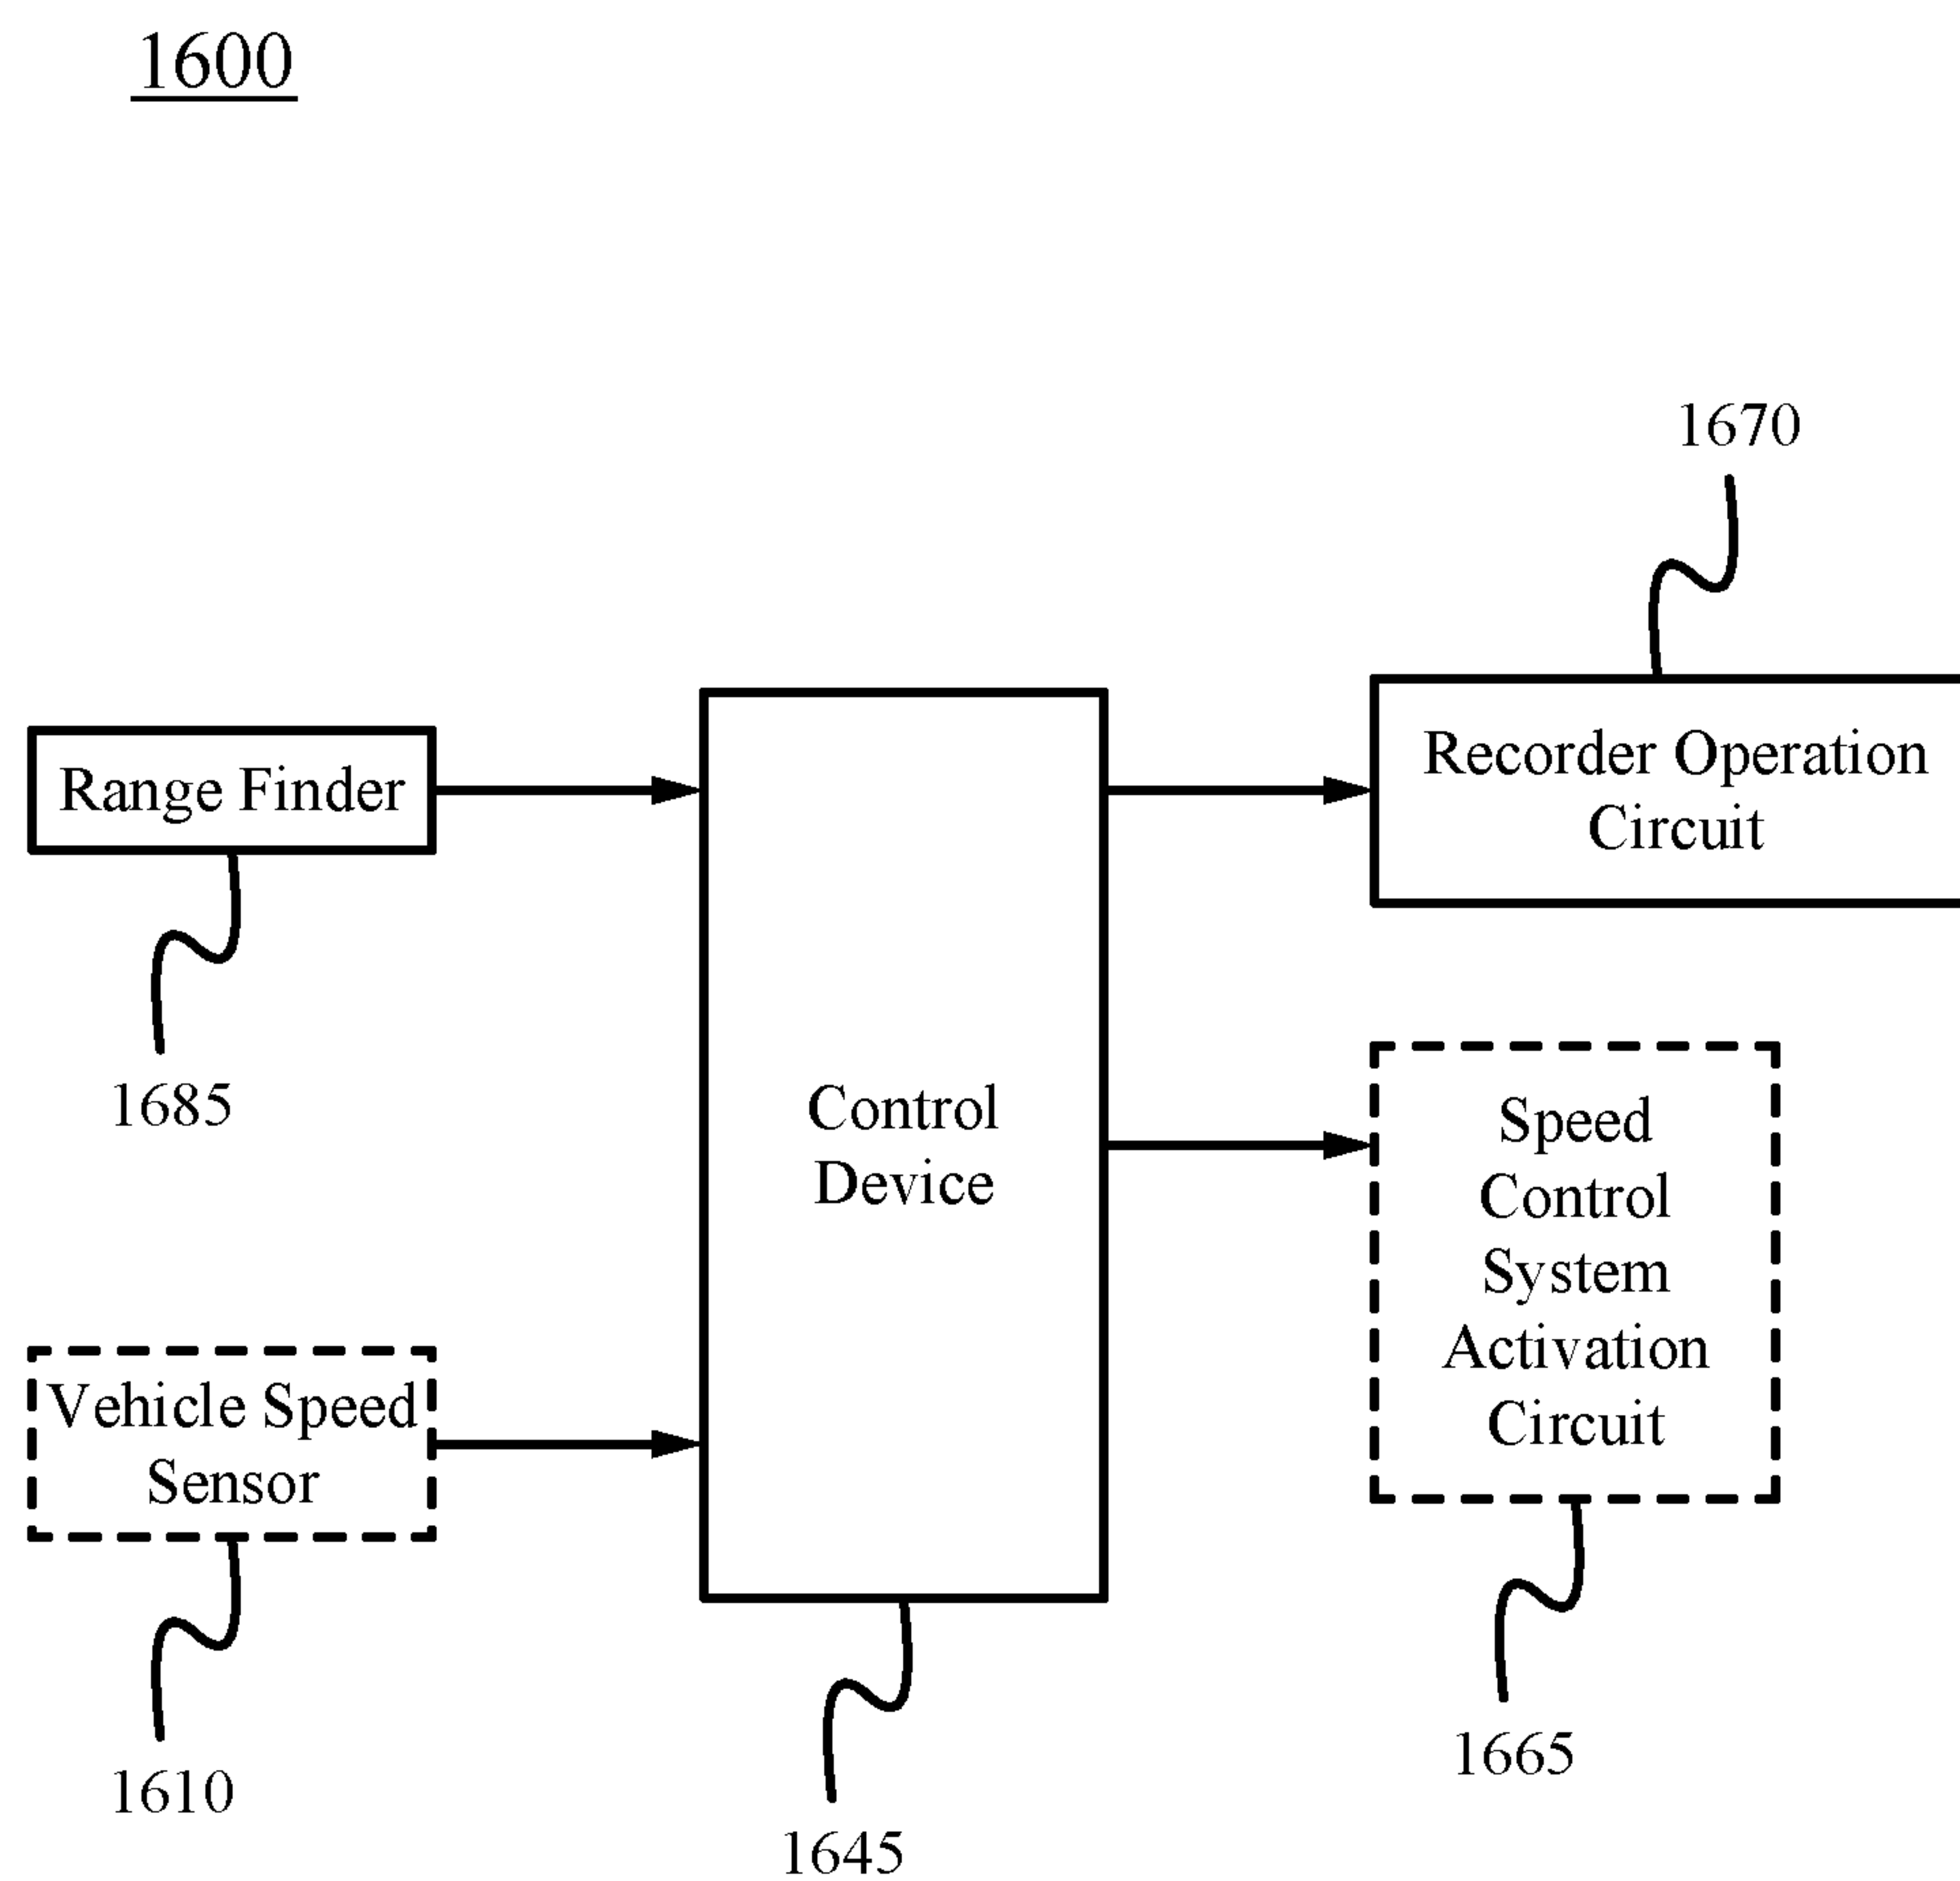 1600
1670
Range Finder
Recorder Operation
Circuit
1685
Control
Device
Speed
Control
System
Activation
Circuit
Vehicle Speed
Sensor
1610
1645
1665